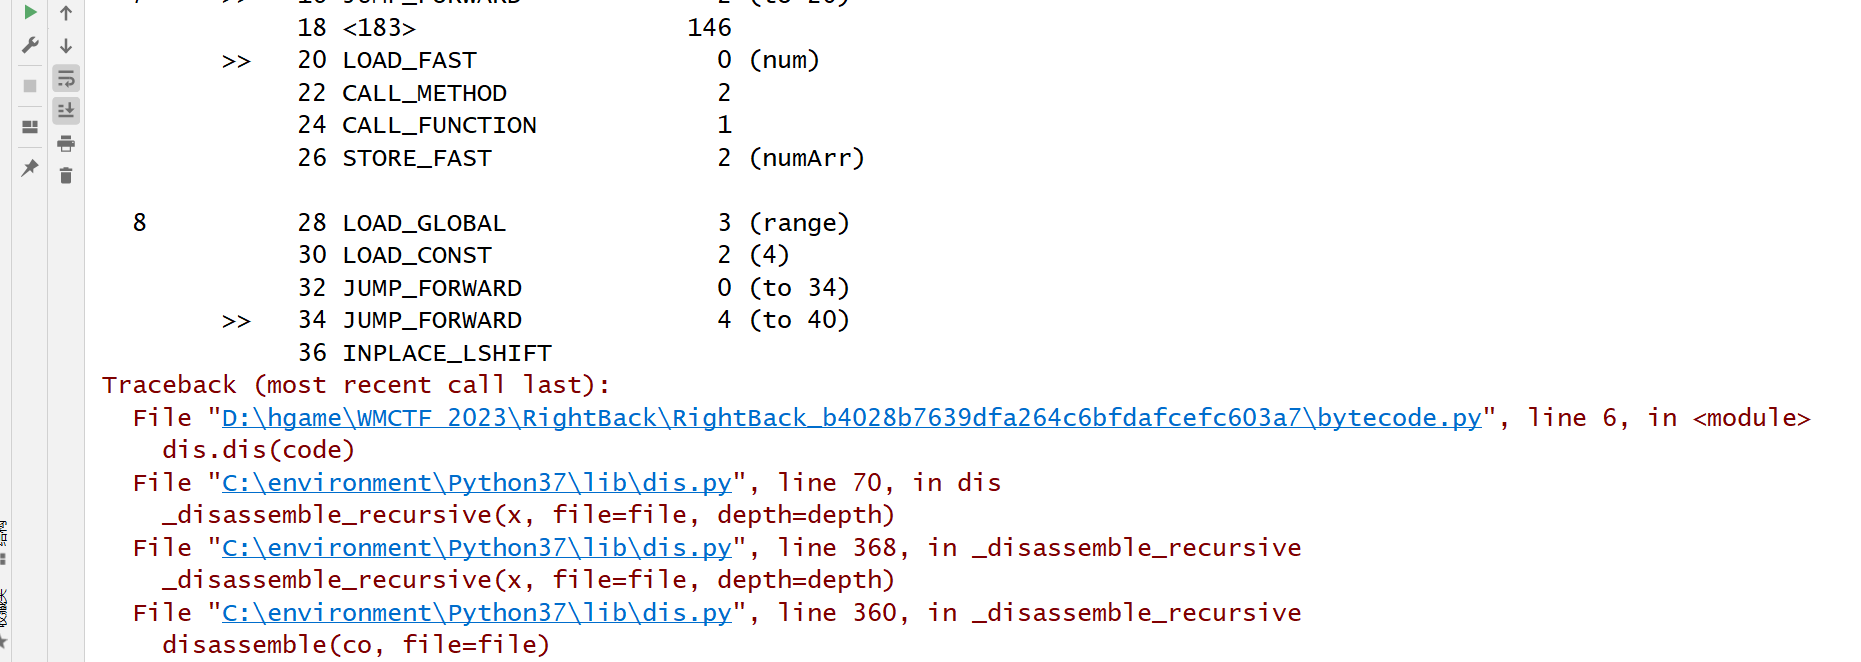 18 <183> 146
>> 20 LOAD_FAST 0 (num)
22 CALL_METHOD 2
24 CALL_FUNCTION 1
26 STORE_FAST 2 (numArr)
8 28 LOAD_GLOBAL 3 (range)
30 LOAD_CONST 2 (4)
32 JUMP_FORWARD 0 (to 34)
>> 34 JUMP_FORWARD 4 (to 40)
36 INPLACE_LSHIFT
Traceback (most recent call last):
File "D:\hgame\WMCTF_2023\RightBack\RightBack_b4028b7639dfa264c6bfdafcefc603a7\bytecode.py", line 6, in <module>
dis.dis(code)
File "C:\environment\Python37\lib\dis.py", line 70, in dis
_disassemble_recursive(x, file=file, depth=depth)
File "C:\environment\Python37\lib\dis.py", line 368, in _disassemble_recursive
_disassemble_recursive(x, file=file, depth=depth)
File "C:\environment\Python37\lib\dis.py", line 360, in _disassemble_recursive
disassemble(co, file=file)